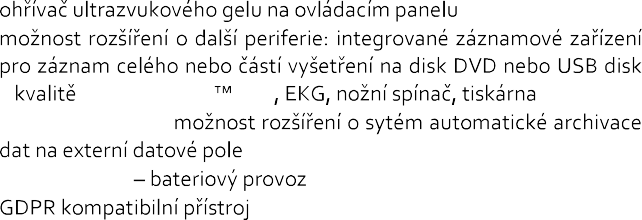 ohřívač ultrazvukového gelu na ovládacím panelu
možnost rozšíření o další periferie: integrované záznamové zařízení
pro záznam celého nebo částí vyšetření na disk DVD nebo USB disk
kvalitě ™ , EKG, nožní spínač, tiskárna
možnost rozšíření o sytém automatické archivace
dat na externí datové pole
– bateriový provoz
GDPR kompatibilní přístroj